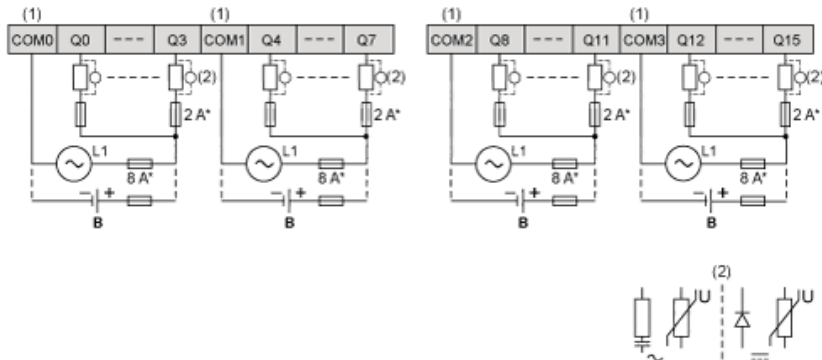 (1) (1) (1) (1)
COM0 Q0 --- Q3 COM1 Q4 --- Q7 COM2 Q8 --- Q11 COM3 Q12 --- Q15
(2) (2) (2) (2)
2 A* 2 A* 2 A* 2 A*
L1 L1 L1 L1
8 A* 8 A* 8 A* 8 A*
− + − + − + − +
B B B B
(2)
U U